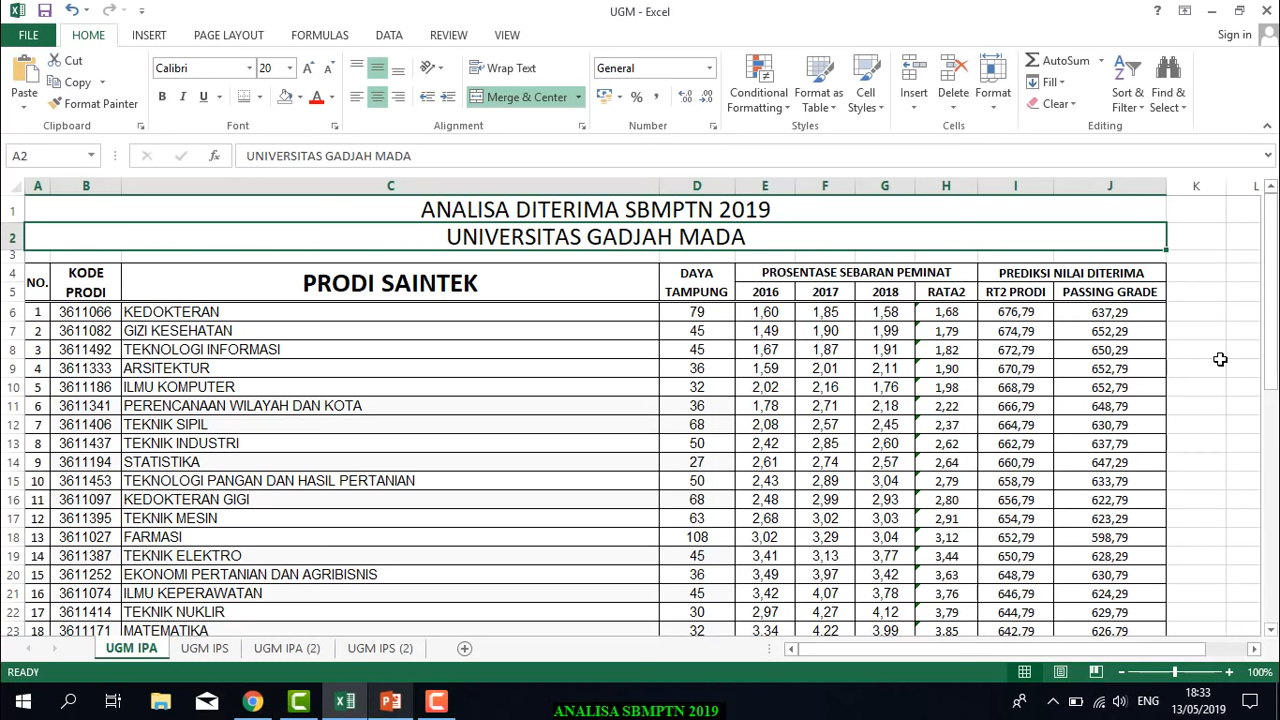 UGM - Excel
?
FILE HOME INSERT PAGE LAYOUT FORMULAS DATA REVIEW VIEW Sign in
Paste
Cut
Copy
Format Painter
Calibri 20
B I U
Wrap Text
Merge & Center
General
%
Conditional Formatting
Format as Table
Cell Styles
Insert
Delete
Format
AutoSum
Fill
Clear
Sort & Filter
Find & Select
Clipboard Font Alignment Number Styles Cells Editing
A2 fx UNIVERSITAS GADJAH MADA
A B C D E F G H I J K L
1 ANALISA DITERIMA SBMPTN 2019
2 UNIVERSITAS GADJAH MADA
3
4 NO. KODE PRODI PRODI SAINTEK DAYA TAMPUNG PROSENTASE SEBARAN PEMINAT PREDIKSI NILAI DITERIMA
5 2016 2017 2018 RATA2 RT2 PRODI PASSING GRADE
6 1 3611066 KEDOKTERAN 79 1,60 1,85 1,58 1,68 676,79 637,29
7 2 3611082 GIZI KESEHATAN 45 1,49 1,90 1,99 1,79 674,79 652,29
8 3 3611492 TEKNOLOGI INFORMASI 45 1,67 1,87 1,91 1,82 672,79 650,29
9 4 3611333 ARSITEKTUR 36 1,59 2,01 2,11 1,90 670,79 652,79
10 5 3611186 ILMU KOMPUTER 32 2,02 2,16 1,76 1,98 668,79 652,79
11 6 3611341 PERENCANAAN WILAYAH DAN KOTA 36 1,78 2,71 2,18 2,22 666,79 648,79
12 7 3611406 TEKNIK SIPIL 68 2,08 2,57 2,45 2,37 664,79 630,79
13 8 3611437 TEKNIK INDUSTRI 50 2,42 2,85 2,60 2,62 662,79 637,79
14 9 3611194 STATISTIKA 27 2,61 2,74 2,57 2,64 660,79 647,29
15 10 3611453 TEKNOLOGI PANGAN DAN HASIL PERTANIAN 50 2,43 2,89 3,04 2,79 658,79 633,79
16 11 3611097 KEDOKTERAN GIGI 68 2,48 2,99 2,93 2,80 656,79 622,79
17 12 3611395 TEKNIK MESIN 63 2,68 3,02 3,03 2,91 654,79 623,29
18 13 3611027 FARMASI 108 3,02 3,29 3,04 3,12 652,79 598,79
19 14 3611387 TEKNIK ELEKTRO 45 3,41 3,13 3,77 3,44 650,79 628,29
20 15 3611252 EKONOMI PERTANIAN DAN AGRIBISNIS 36 3,49 3,97 3,42 3,63 648,79 630,79
21 16 3611074 ILMU KEPERAWATAN 45 3,42 4,07 3,78 3,76 646,79 624,29
22 17 3611414 TEKNIK NUKLIR 30 2,97 4,27 4,12 3,79 644,79 629,79
23 18 3611171 MATEMATIKA 32 3,34 4,22 3,99 3,85 642,79 626,79
UGM IPA UGM IPS UGM IPA (2) UGM IPS (2)
READY 100%
ENG 18:33
13/05/2019
ANALISA SBMPTN 2019